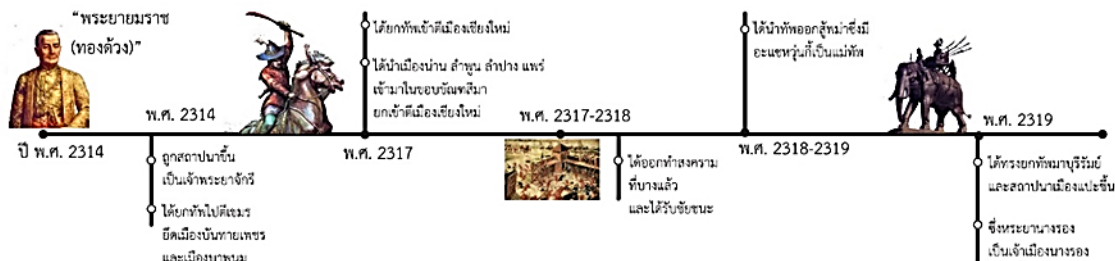 "พระยายมราช
(ทองด้วง)"
ปี พ.ศ. 2314
พ.ศ. 2314
ถูกสถาปนาขึ้น
เป็นเจ้าพระยาจักรี
ได้ยกทัพไปตีเขมร
ยึดเมืองบันทายเพชร
และเมืองบาพนม
ได้ยกทัพเข้าตีเมืองเชียงใหม่
ได้นำเมืองน่าน ลำพูน ลำปาง แพร่
เข้ามาในขอบขัณฑสีมา
ยกเข้าตีเมืองเชียงใหม่
พ.ศ. 2317
พ.ศ. 2317-2318
ได้ออกทำสงคราม
ที่บางแล้ว
และได้รับชัยชนะ
ได้นำทัพออกสู้พม่าซึ่งมี
อะแซหวุ่นกี้เป็นแม่ทัพ
พ.ศ. 2318-2319
พ.ศ. 2319
ได้ทรงยกทัพมาบุรีรัมย์
และสถาปนาเมืองแปะขึ้น
ซึ่งพระยานางรอง
เป็นเจ้าเมืองนางรอง